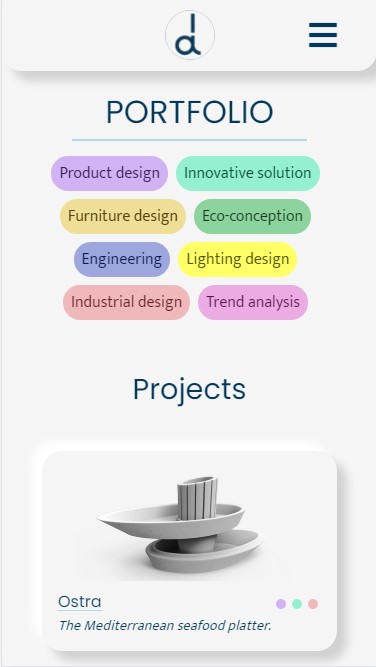 PORTFOLIO
Product design Innovative solution
Furniture design Eco-conception
Engineering Lighting design
Industrial design Trend analysis
Projects
Ostra
The Mediterranean seafood platter.